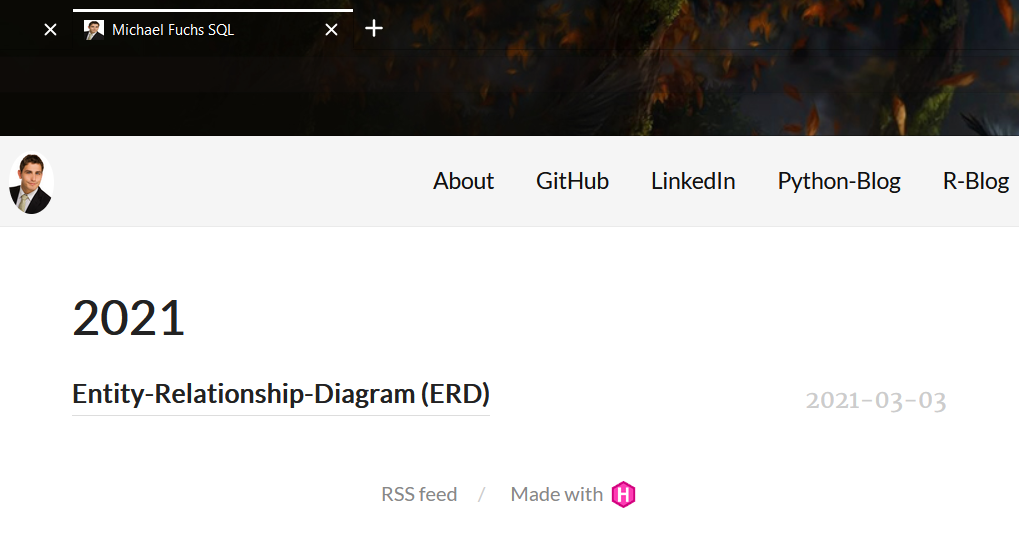 Michael Fuchs SQL
About GitHub LinkedIn Python-Blog R-Blog
2021
Entity-Relationship-Diagram (ERD) 2021-03-03
RSS feed / Made with H